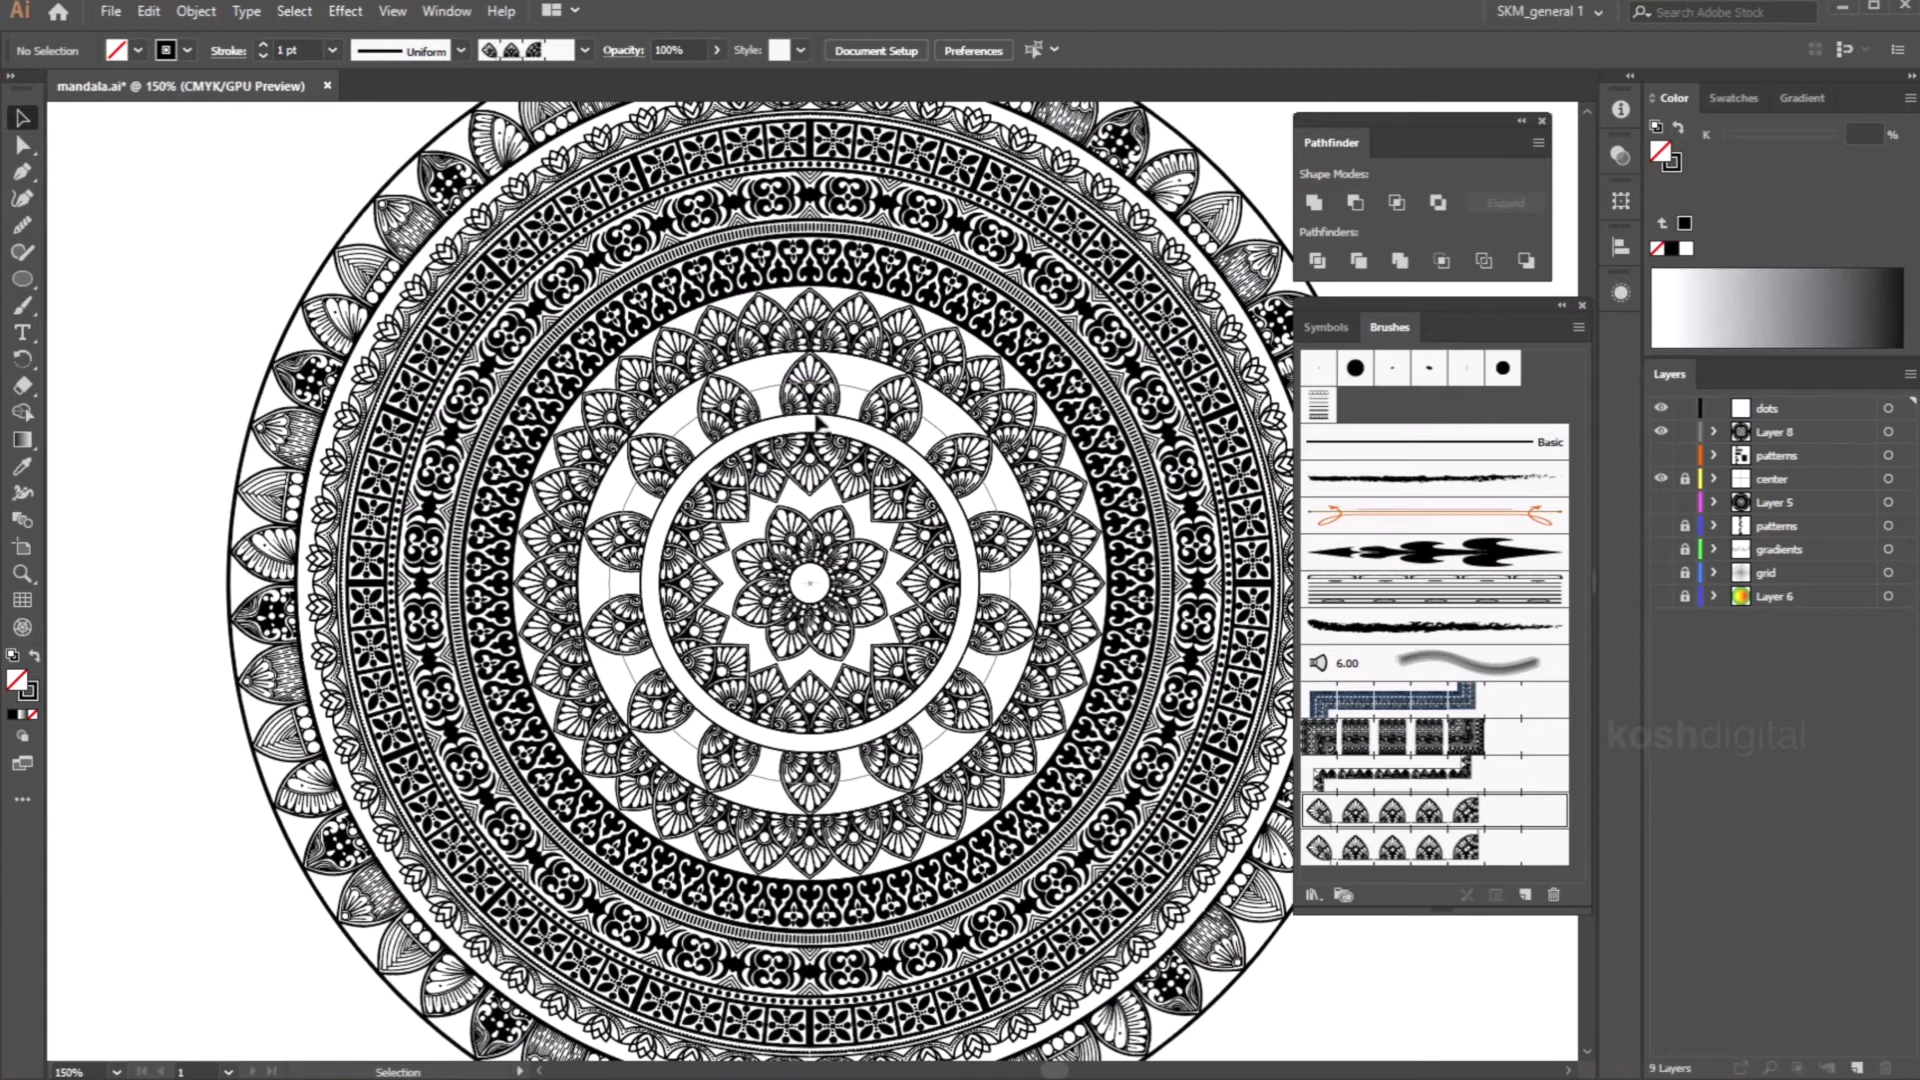 Ai File Edit Object Type Select Effect View Window Help SKM_general 1 Search Adobe Stock
No Selection Stroke: 1 pt Uniform Opacity: 100% Style: Document Setup Preferences
mandala.ai* @ 150% (CMYK/GPU Preview)
Color Swatches Gradient
K %
Pathfinder
Shape Modes:
Expand
Pathfinders:
Symbols Brushes
Basic
6.00
Layers
dots
Layer 8
patterns
center
Layer 5
patterns
gradients
grid
Layer 6
koshdigital
150% 1 Selection
9 Layers